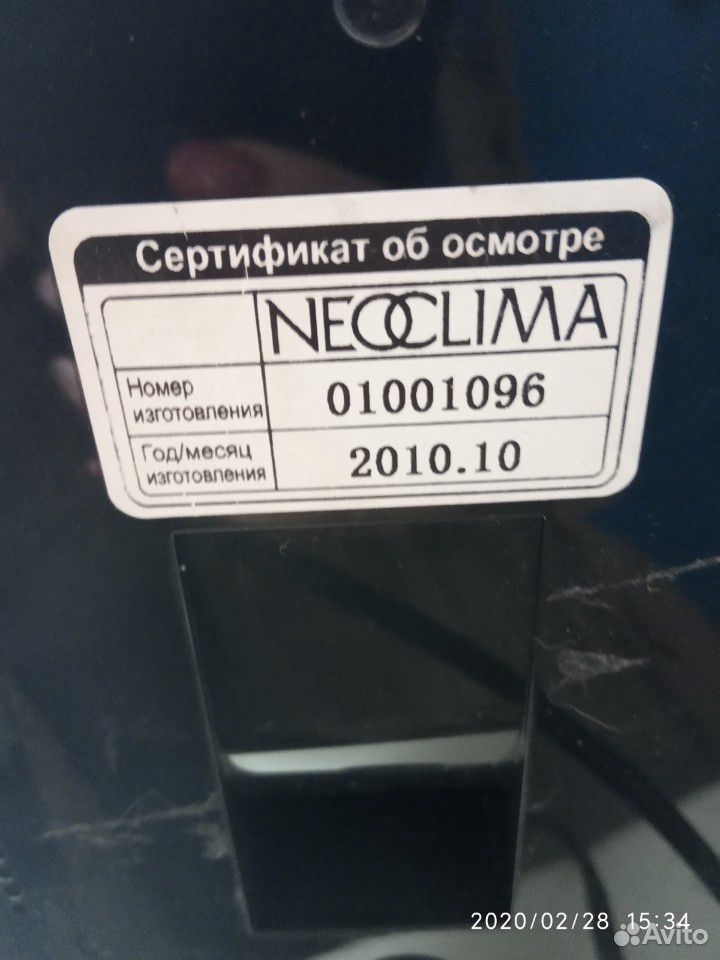 Сертификат об осмотре
NEOCLIMA
Номер
изготовления
01001096
Год/месяц
изготовления
2010.10
2020/02/28 15:34
Avito